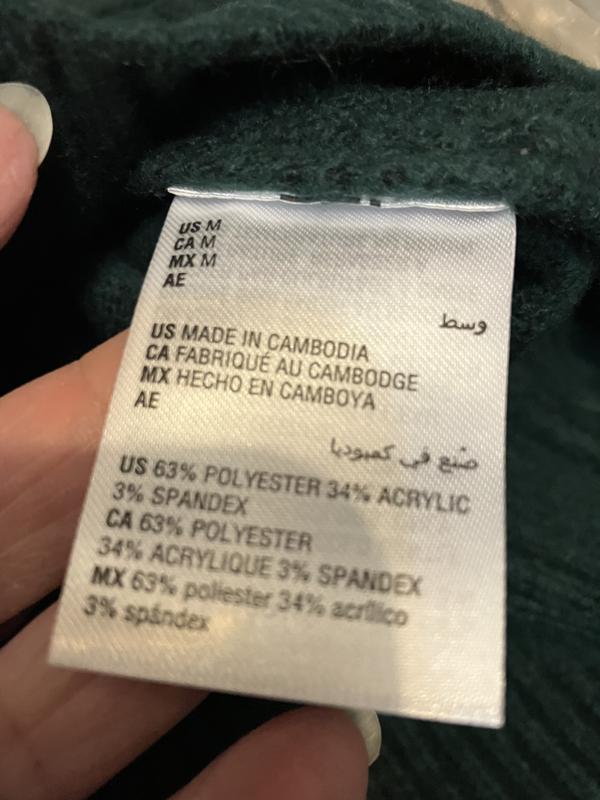 US M
CA M
MX M
AE
وسط
US MADE IN CAMBODIA
CA FABRIQUÉ AU CAMBODGE
MX HECHO EN CAMBOYA
AE
صُنع في كمبوديا
US 63% POLYESTER 34% ACRYLIC
3% SPANDEX
CA 63% POLYESTER
34% ACRYLIQUE 3% SPANDEX
MX 63% poliester 34% acrílico
3% spándex